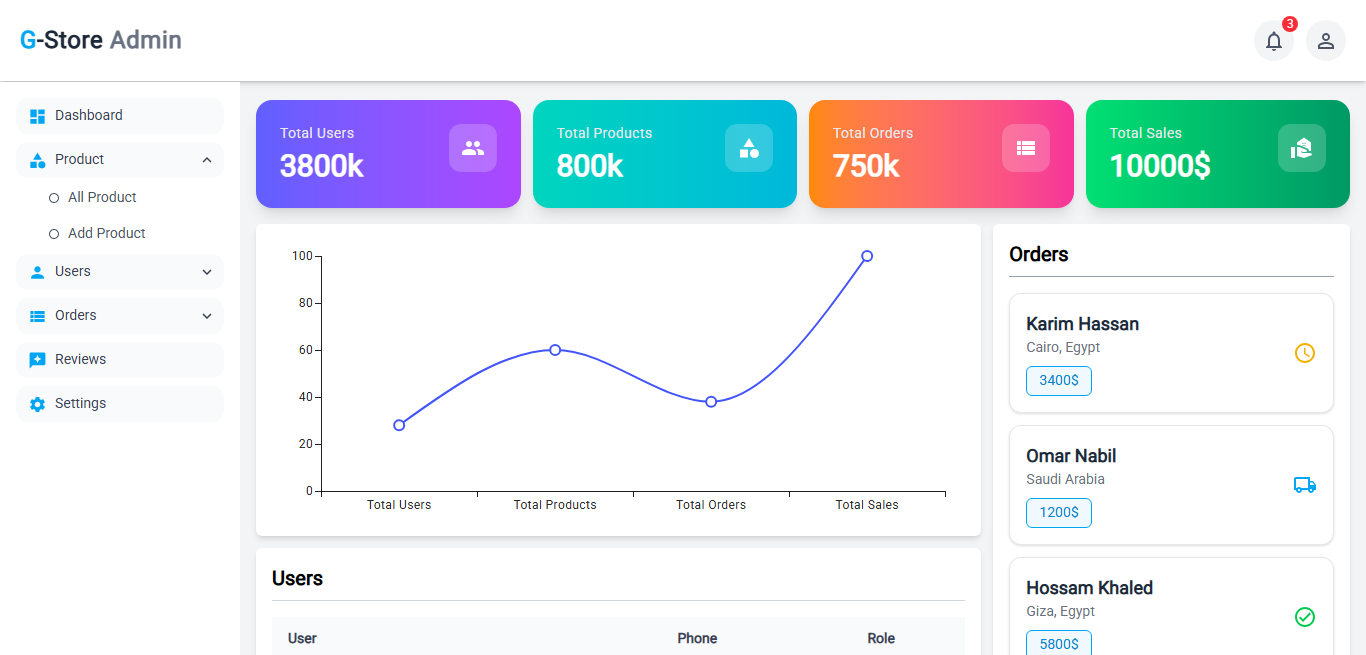 G-Store Admin
3
Dashboard
Product
All Product
Add Product
Users
Orders
Reviews
Settings
Total Users
3800k
Total Products
800k
Total Orders
750k
Total Sales
10000$
100
80
60
40
20
0
Total Users Total Products Total Orders Total Sales
Users
User Phone Role
Orders
Karim Hassan
Cairo, Egypt
3400$
Omar Nabil
Saudi Arabia
1200$
Hossam Khaled
Giza, Egypt
5800$